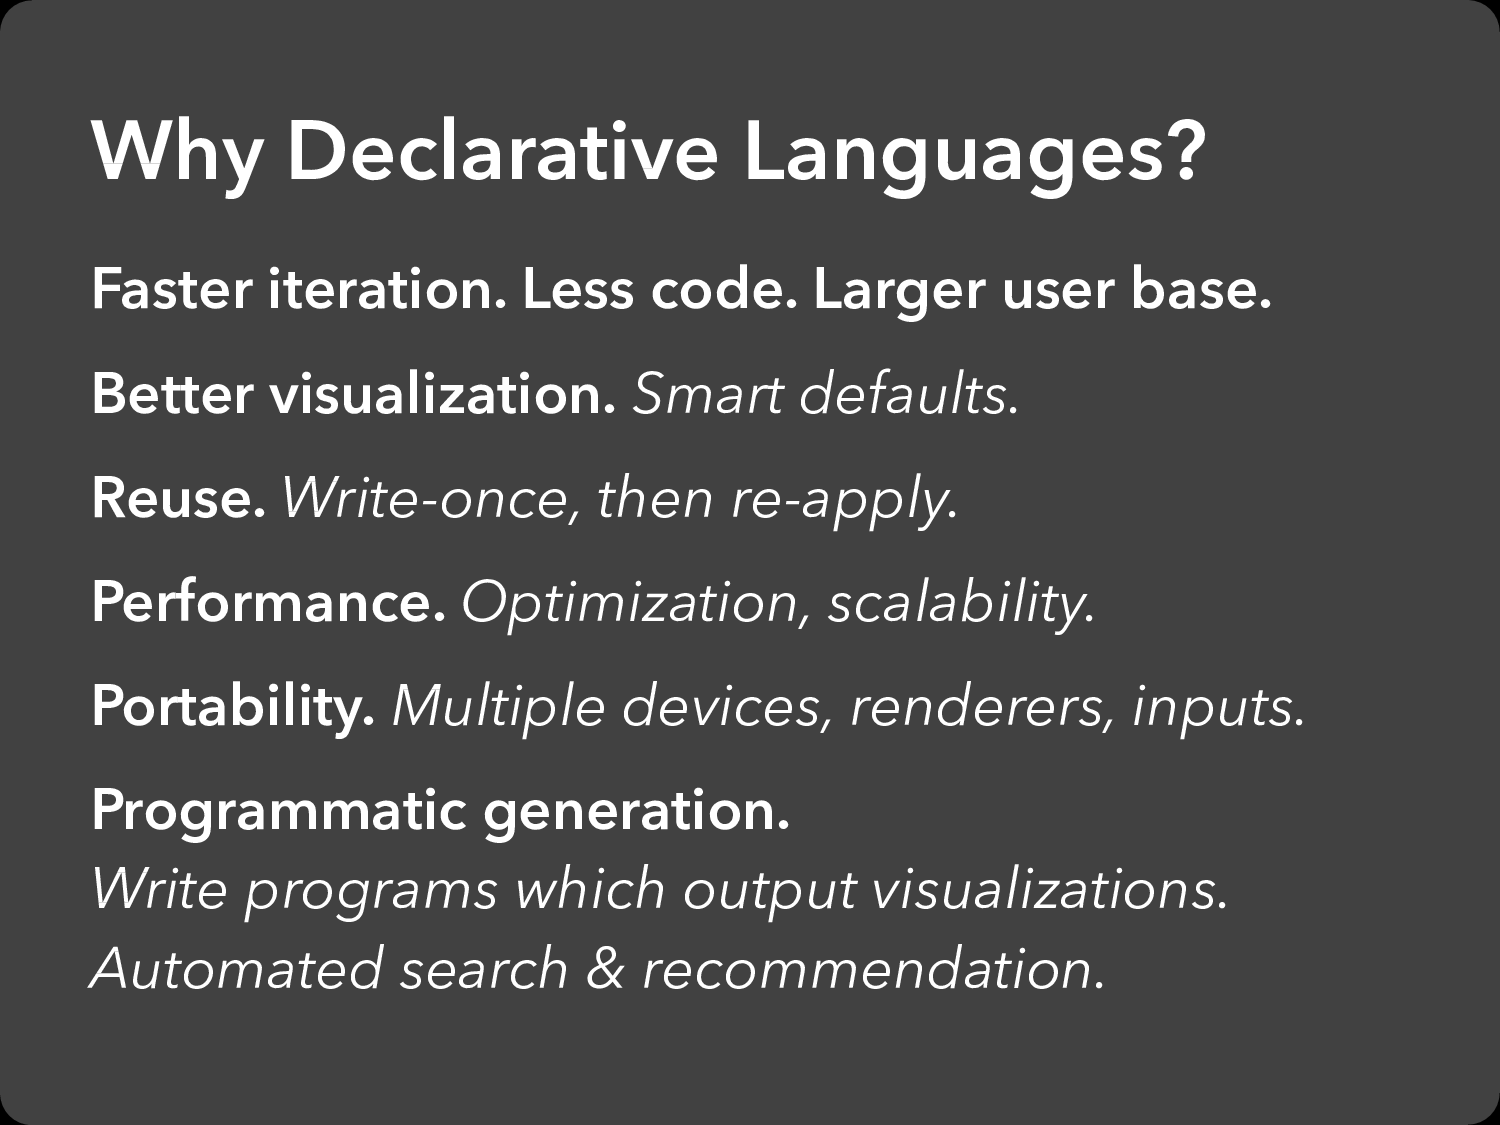 Why Declarative Languages?
Faster iteration. Less code. Larger user base.
Better visualization. Smart defaults.
Reuse. Write-once, then re-apply.
Performance. Optimization, scalability.
Portability. Multiple devices, renderers, inputs.
Programmatic generation.
Write programs which output visualizations.
Automated search & recommendation.